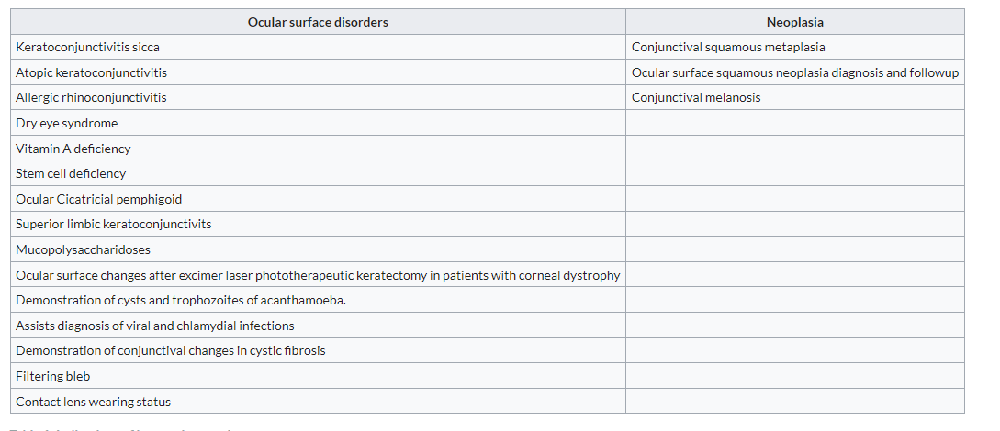 Ocular surface disorders Neoplasia
Keratoconjunctivitis sicca Conjunctival squamous metaplasia
Atopic keratoconjunctivitis Ocular surface squamous neoplasia diagnosis and followup
Allergic rhinoconjunctivitis Conjunctival melanosis
Dry eye syndrome
Vitamin A deficiency
Stem cell deficiency
Ocular Cicatricial pemphigoid
Superior limbic keratoconjunctivits
Mucopolysaccharidoses
Ocular surface changes after excimer laser phototherapeutic keratectomy in patients with corneal dystrophy
Demonstration of cysts and trophozoites of acanthamoeba.
Assists diagnosis of viral and chlamydial infections
Demonstration of conjunctival changes in cystic fibrosis
Filtering bleb
Contact lens wearing status